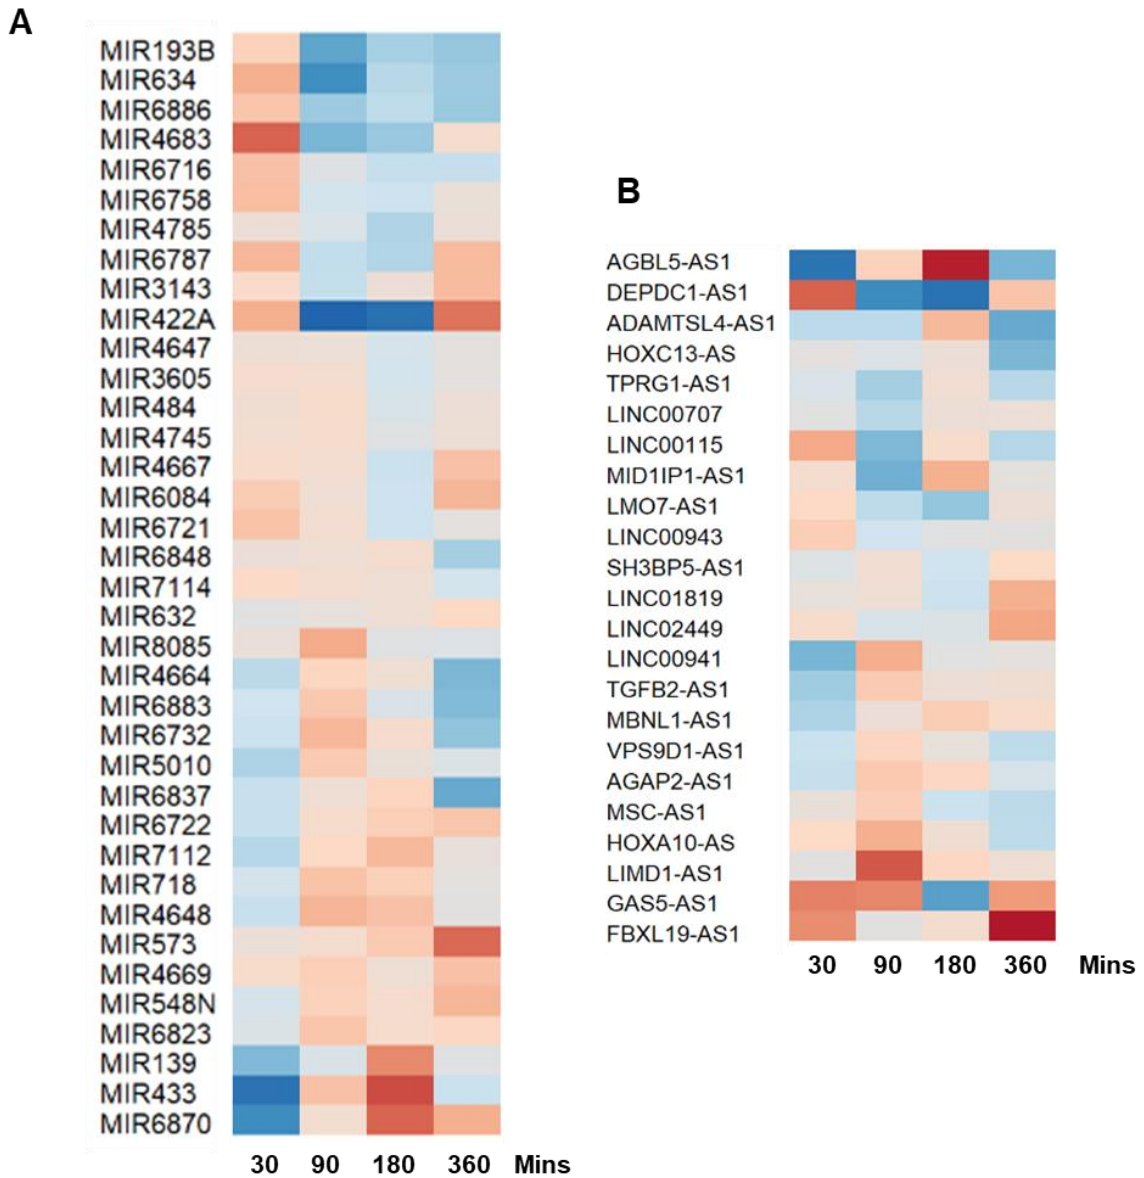 A
MIR193B
MIR634
MIR6886
MIR4683
MIR6716
MIR6758
MIR4785
MIR6787
MIR3143
MIR422A
MIR4647
MIR3605
MIR484
MIR4745
MIR4667
MIR6084
MIR6721
MIR6848
MIR7114
MIR632
MIR8085
MIR4664
MIR6883
MIR6732
MIR5010
MIR6837
MIR6722
MIR7112
MIR718
MIR4648
MIR573
MIR4669
MIR548N
MIR6823
MIR139
MIR433
MIR6870
30 90 180 360 Mins
B
AGBL5-AS1
DEPDC1-AS1
ADAMTSL4-AS1
HOXC13-AS
TPRG1-AS1
LINC00707
LINC00115
MID1IP1-AS1
LMO7-AS1
LINC00943
SH3BP5-AS1
LINC01819
LINC02449
LINC00941
TGFB2-AS1
MBNL1-AS1
VPS9D1-AS1
AGAP2-AS1
MSC-AS1
HOXA10-AS
LIMD1-AS1
GAS5-AS1
FBXL19-AS1
30 90 180 360 Mins